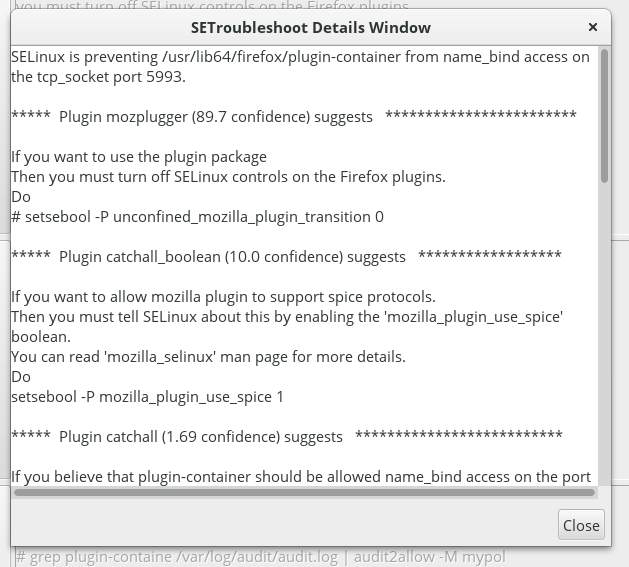 you must turn off SELinux controls on the Firefox plugins.
SETroubleshoot Details Window
SELinux is preventing /usr/lib64/firefox/plugin-container from name_bind access on
the tcp_socket port 5993.
***** Plugin mozplugger (89.7 confidence) suggests ************************
If you want to use the plugin package
Then you must turn off SELinux controls on the Firefox plugins.
Do
# setsebool -P unconfined_mozilla_plugin_transition 0
***** Plugin catchall_boolean (10.0 confidence) suggests ******************
If you want to allow mozilla plugin to support spice protocols.
Then you must tell SELinux about this by enabling the 'mozilla_plugin_use_spice'
boolean.
You can read 'mozilla_selinux' man page for more details.
Do
setsebool -P mozilla_plugin_use_spice 1
***** Plugin catchall (1.69 confidence) suggests **************************
If you believe that plugin-container should be allowed name_bind access on the port
Close
# grep plugin-containe /var/log/audit/audit.log | audit2allow -M mypol